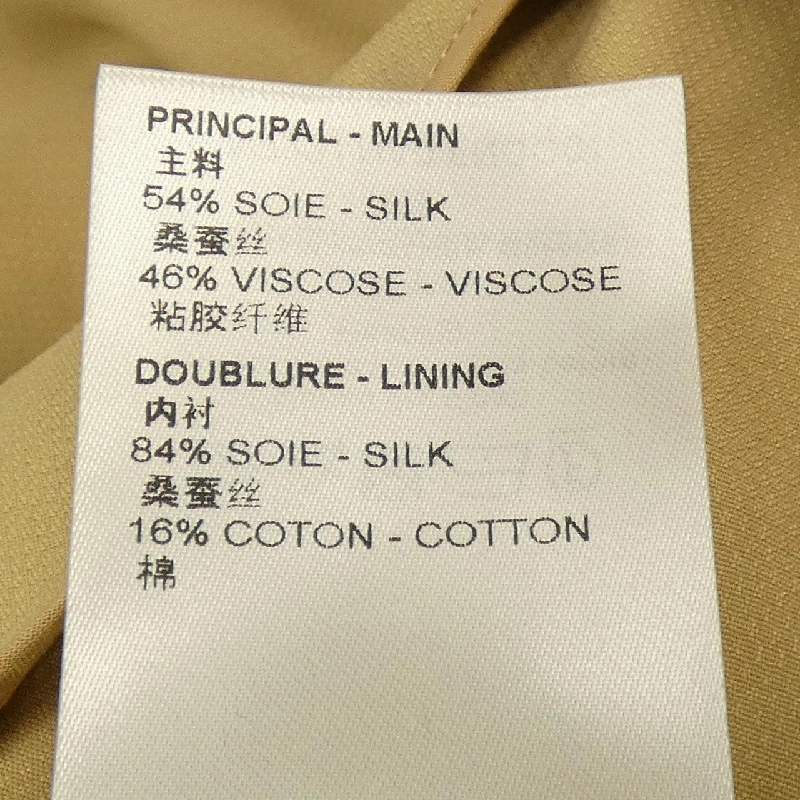 PRINCIPAL - MAIN
主料
54% SOIE - SILK
桑蚕丝
46% VISCOSE - VISCOSE
粘胶纤维
DOUBLURE - LINING
内衬
84% SOIE - SILK
桑蚕丝
16% COTON - COTTON
棉